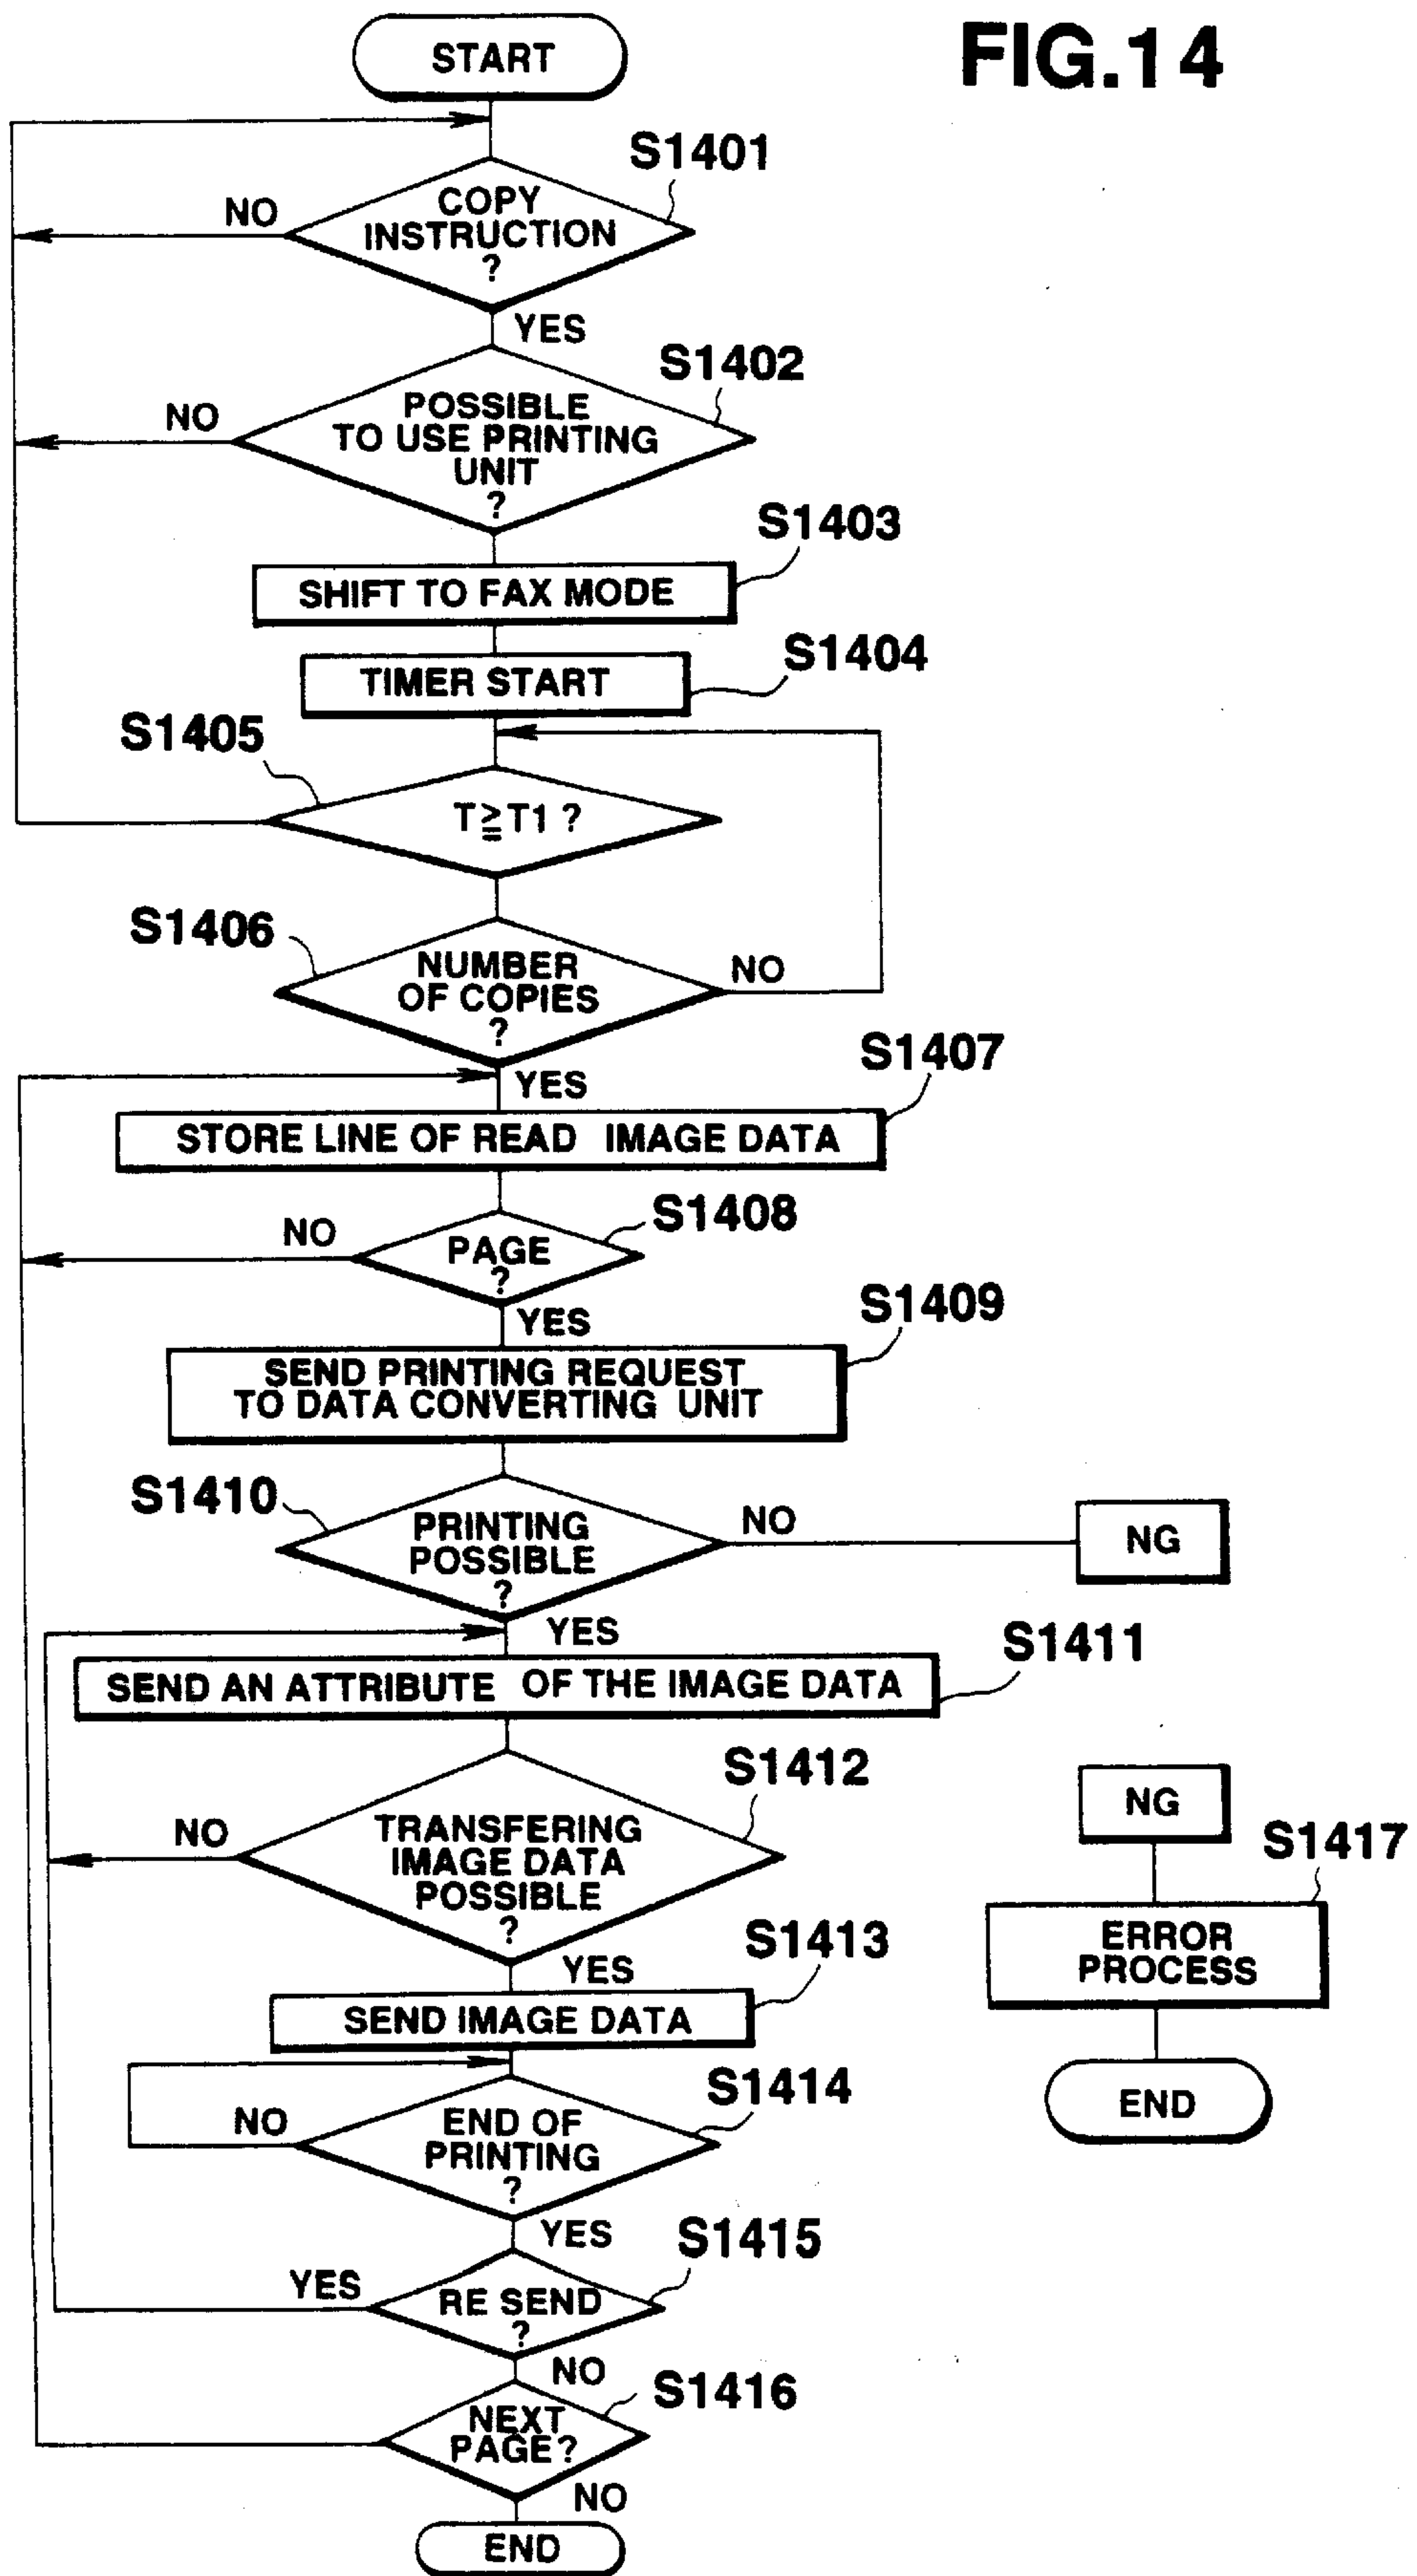 FIG.14
START
S1401
COPY
INSTRUCTION
?
NO
YES
S1402
POSSIBLE
TO USE PRINTING
UNIT
?
NO
S1403
SHIFT TO FAX MODE
S1404
TIMER START
S1405
T≧T1 ?
S1406
NUMBER
OF COPIES
?
NO
YES
S1407
STORE LINE OF READ IMAGE DATA
S1408
PAGE
?
NO
YES
S1409
SEND PRINTING REQUEST
TO DATA CONVERTING UNIT
S1410
PRINTING
POSSIBLE
?
NO
NG
YES
S1411
SEND AN ATTRIBUTE OF THE IMAGE DATA
S1412
TRANSFERING
IMAGE DATA
POSSIBLE
?
NO
YES
S1413
SEND IMAGE DATA
S1414
END OF
PRINTING
?
NO
YES
S1415
RE SEND
?
YES
NO
S1416
NEXT
PAGE?
NO
END
NG
S1417
ERROR
PROCESS
END